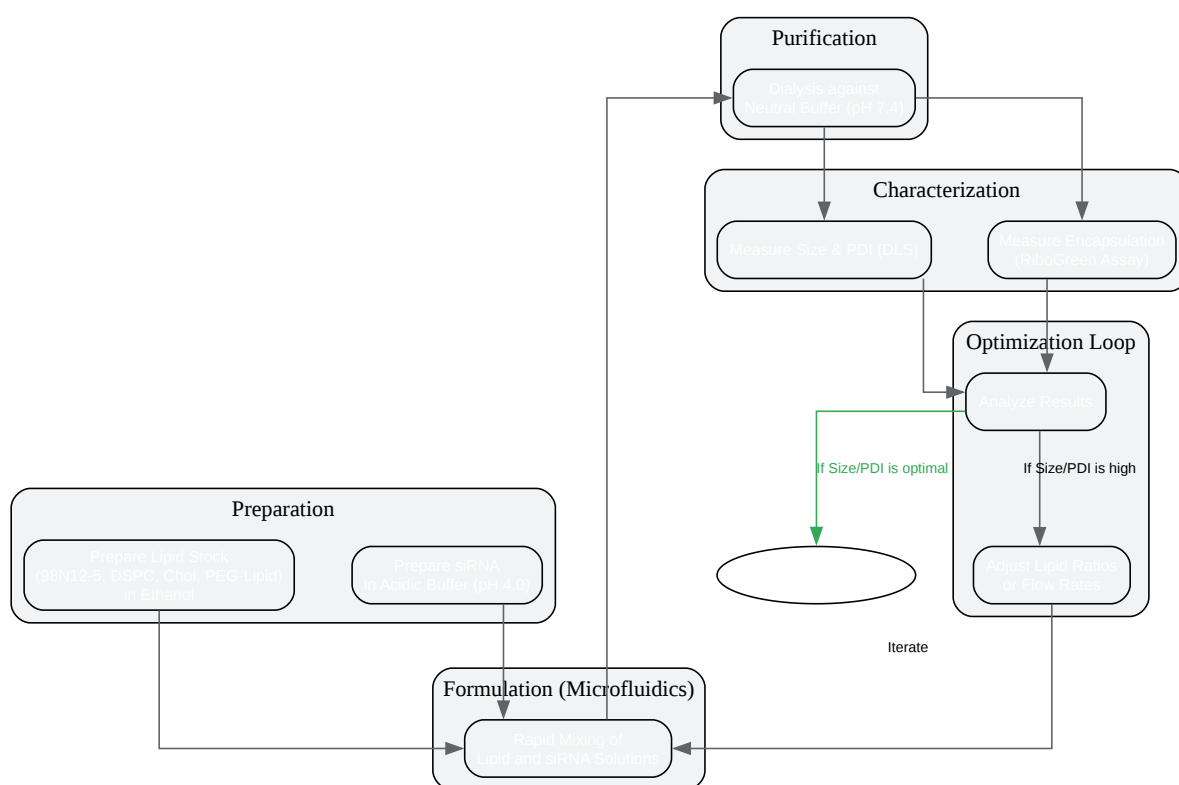 Purification
Dialysis against
Neutral Buffer (pH 7.4)
Characterization
Measure Size & PDI (DLS)
Measure Encapsulation
(RiboGreen Assay)
Optimization Loop
Analyze Results
If Size/PDI is optimal
If Size/PDI is high
Preparation
Prepare Lipid Stock
(98N12-5, DSPC, Chol, PEG-Lipid)
in Ethanol
Prepare siRNA
in Acidic Buffer (pH 4.0)
Adjust Lipid Ratios
or Flow Rates
Iterate
Formulation (Microfluidics)
Rapid Mixing of
Lipid and siRNA Solutions